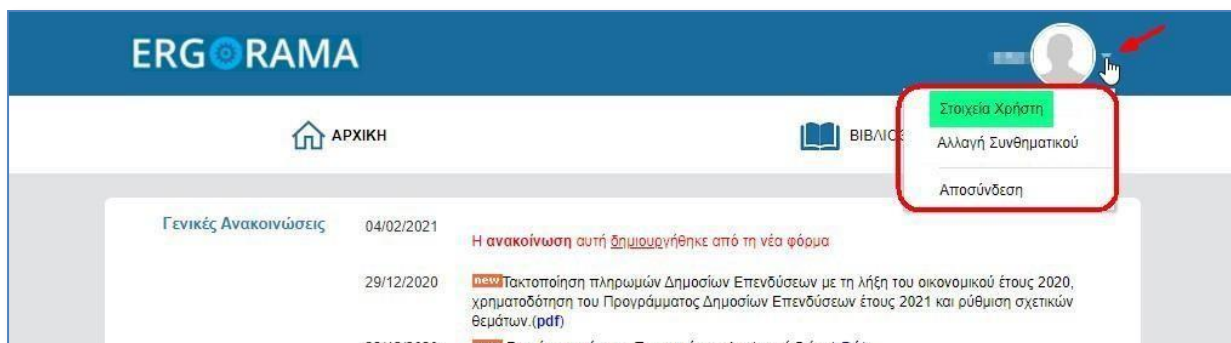 ERGORAMA
Στοιχεία Χρήστη
ΑΡΧΙΚΗ
ΒΙΒΛΙΟ
Αλλαγή Συνθηματικού
Αποσύνδεση
Γενικές Ανακοινώσεις 04/02/2021
Η ανακοίνωση αυτή δημιουργήθηκε από τη νέα φόρμα
29/12/2020 new Τακτοποίηση πληρωμών Δημοσίων Επενδύσεων με τη λήξη του οικονομικού έτους 2020,
χρηματοδότηση του Προγράμματος Δημοσίων Επενδύσεων έτους 2021 και ρύθμιση σχετικών
θεμάτων.(pdf)